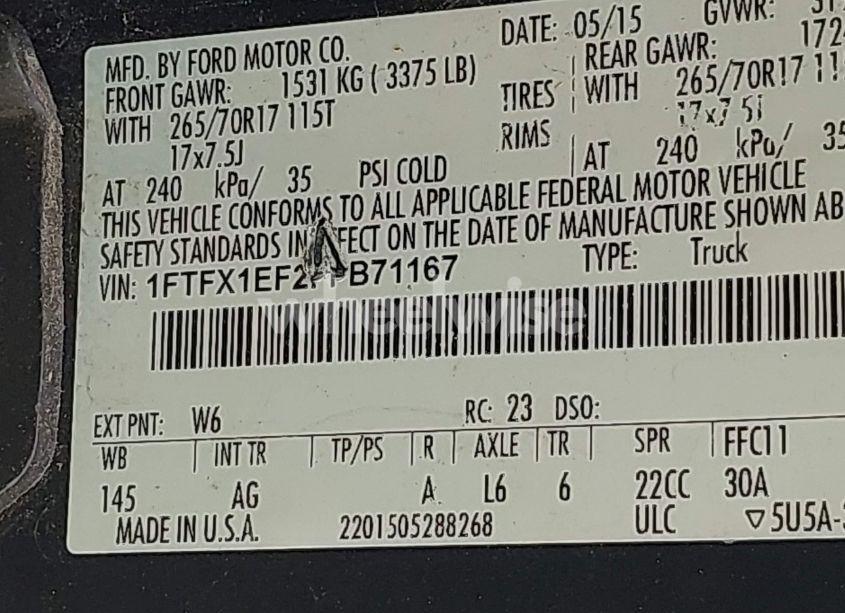 MFD. BY FORD MOTOR CO. DATE: 05/15 GVWR:
FRONT GAWR: 1531 KG ( 3375 LB) REAR GAWR:
WITH 265/70R17 115T TIRES WITH 265/70R17
17x7.5J RIMS 17x7.5J
AT 240 kPa/ 35 PSI COLD AT 240 kPa/ 35
THIS VEHICLE CONFORMS TO ALL APPLICABLE FEDERAL MOTOR VEHICLE
SAFETY STANDARDS IN ON THE DATE OF MANUFACTURE SHOWN
VIN: TYPE: Truck
wheelwise
EXT PNT: W6 RC: 23 DSO:
WB INT TR TP/PS R AXLE TR SPR FFC11
145 AG A L6 6 22CC 30A
MADE IN U.S.A. 2201505288268 ULC